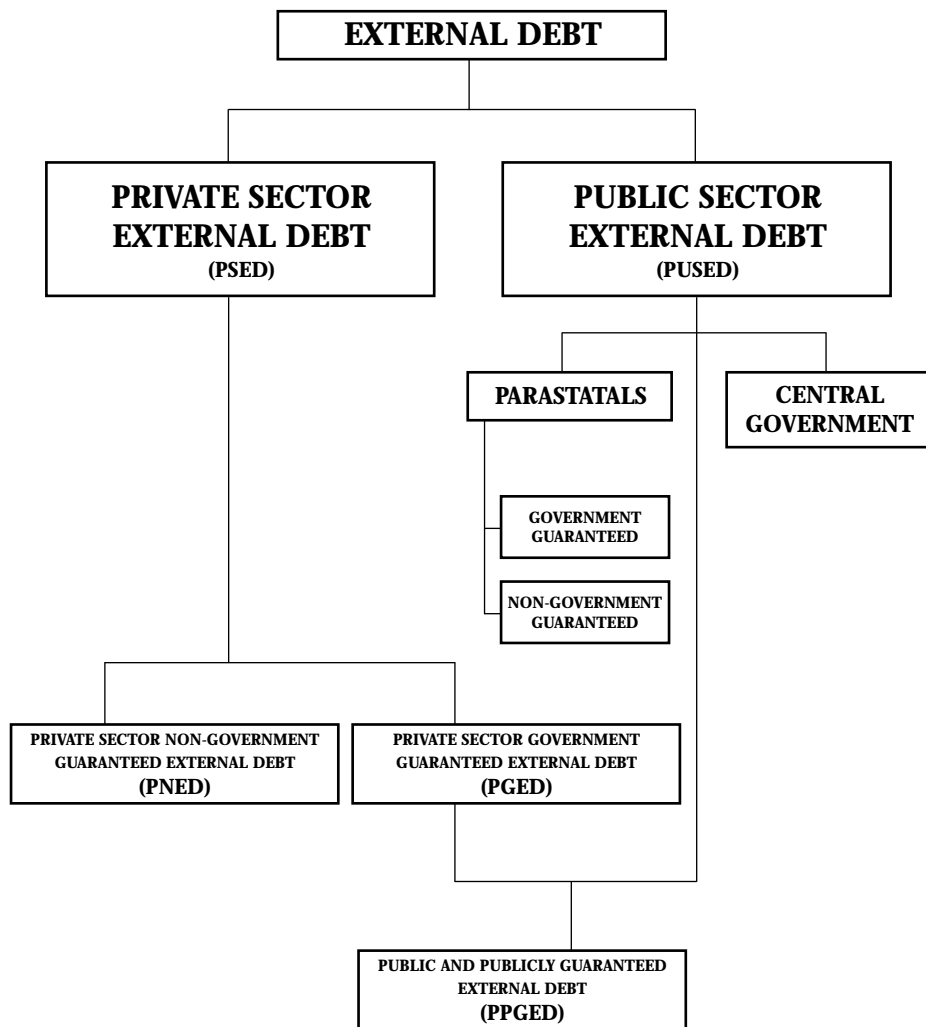 EXTERNAL DEBT
PRIVATE SECTOR
EXTERNAL DEBT
(PSED)
PUBLIC SECTOR
EXTERNAL DEBT
(PUSED)
PARASTATALS
CENTRAL
GOVERNMENT
GOVERNMENT
GUARANTEED
NON-GOVERNMENT
GUARANTEED
PRIVATE SECTOR NON-GOVERNMENT
GUARANTEED EXTERNAL DEBT
(PNED)
PRIVATE SECTOR GOVERNMENT
GUARANTEED EXTERNAL DEBT
(PGED)
PUBLIC AND PUBLICLY GUARANTEED
EXTERNAL DEBT
(PPGED)